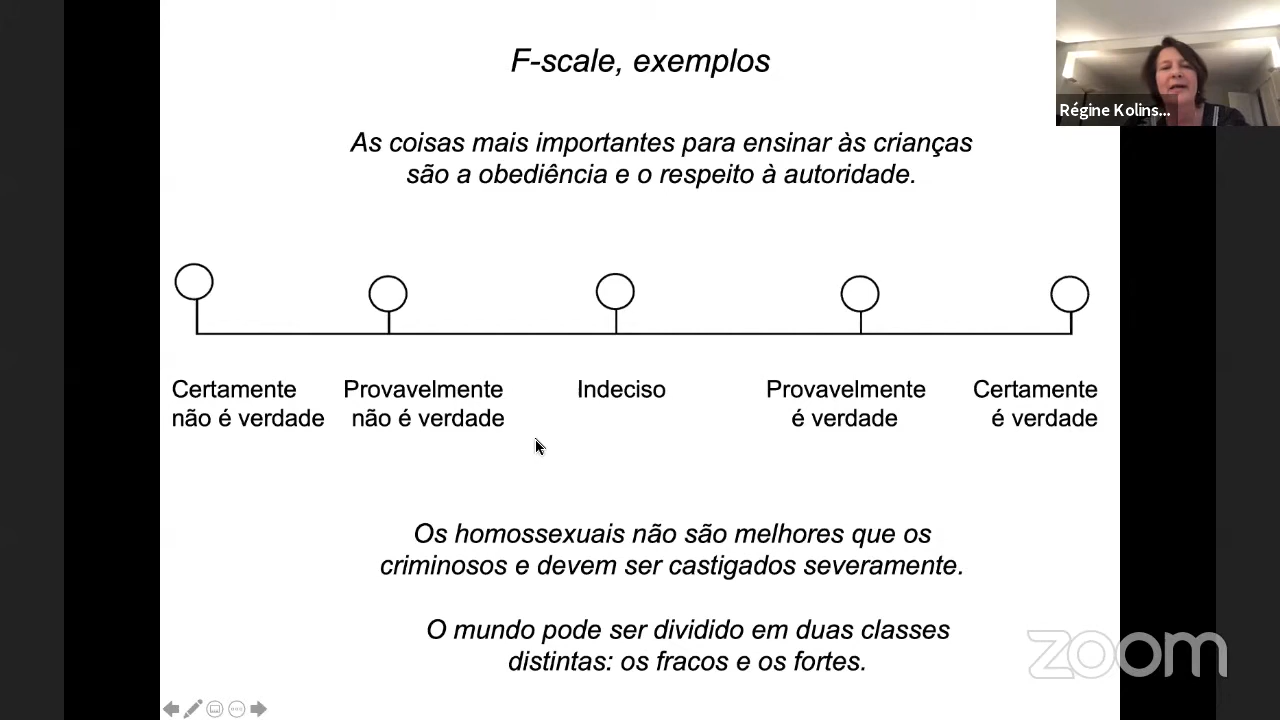 F-scale, exemplos
Régine Kolins...
As coisas mais importantes para ensinar às crianças
são a obediência e o respeito à autoridade.
Certamente
não é verdade
Provavelmente
não é verdade
Indeciso
Provavelmente
é verdade
Certamente
é verdade
Os homossexuais não são melhores que os
criminosos e devem ser castigados severamente.
O mundo pode ser dividido em duas classes
distintas: os fracos e os fortes.
zoom